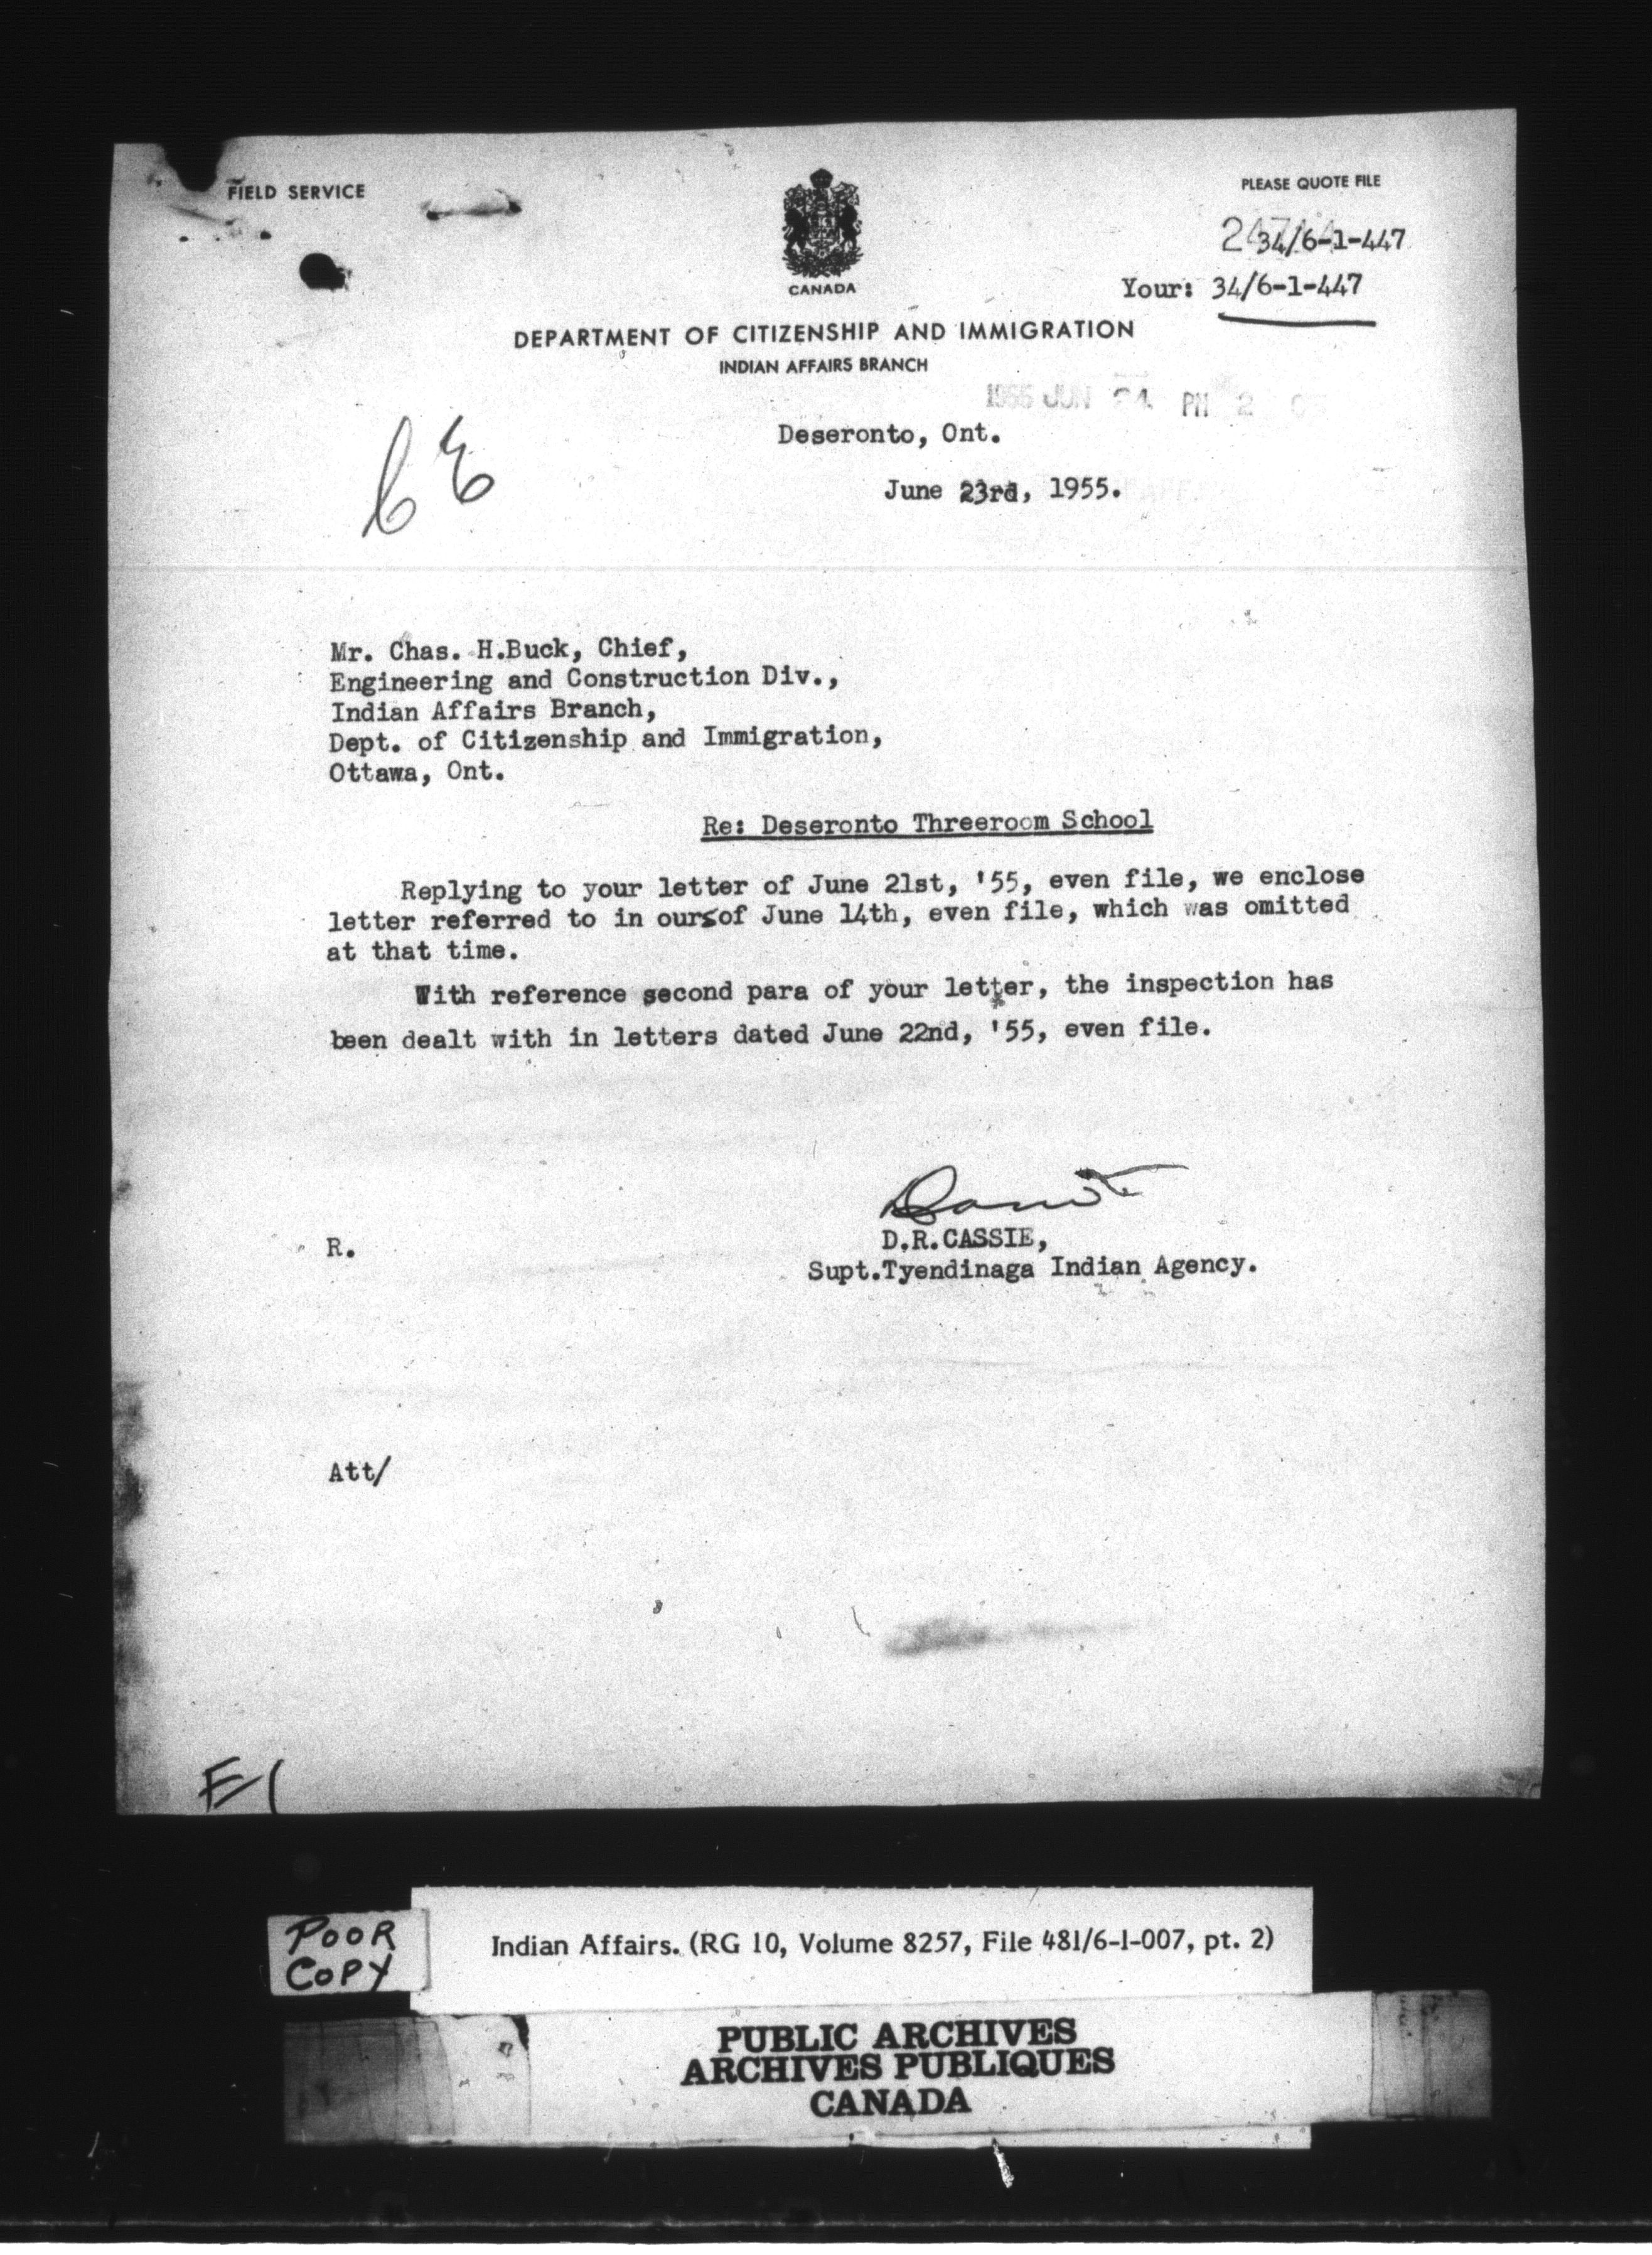 FIELD SERVICE
PLEASE QUOTE FILE
34/6-1-447
Your: 34/6-1-447
CANADA
DEPARTMENT OF CITIZENSHIP AND IMMIGRATION
INDIAN AFFAIRS BRANCH
JUN 24 PM 2
Deseronto, Ont.
June 23rd, 1955.
Mr. Chas. H.Buck, Chief,
Engineering and Construction Div.,
Indian Affairs Branch,
Dept. of Citizenship and Immigration,
Ottawa, Ont.
Re: Deseronto Threeroom School
Replying to your letter of June 21st, '55, even file, we enclose
letter referred to in ours of June 14th, even file, which was omitted
at that time.
With reference second para of your letter, the inspection has
been dealt with in letters dated June 22nd, '55, even file.
D.R.CASSIE,
R.
Supt.Tyendinaga Indian Agency.
Att/
E1
POOR
COPY
Indian Affairs. (RG 10, Volume 8257, File 481/6-1-007, pt. 2)
PUBLIC ARCHIVES
ARCHIVES PUBLIQUES
CANADA